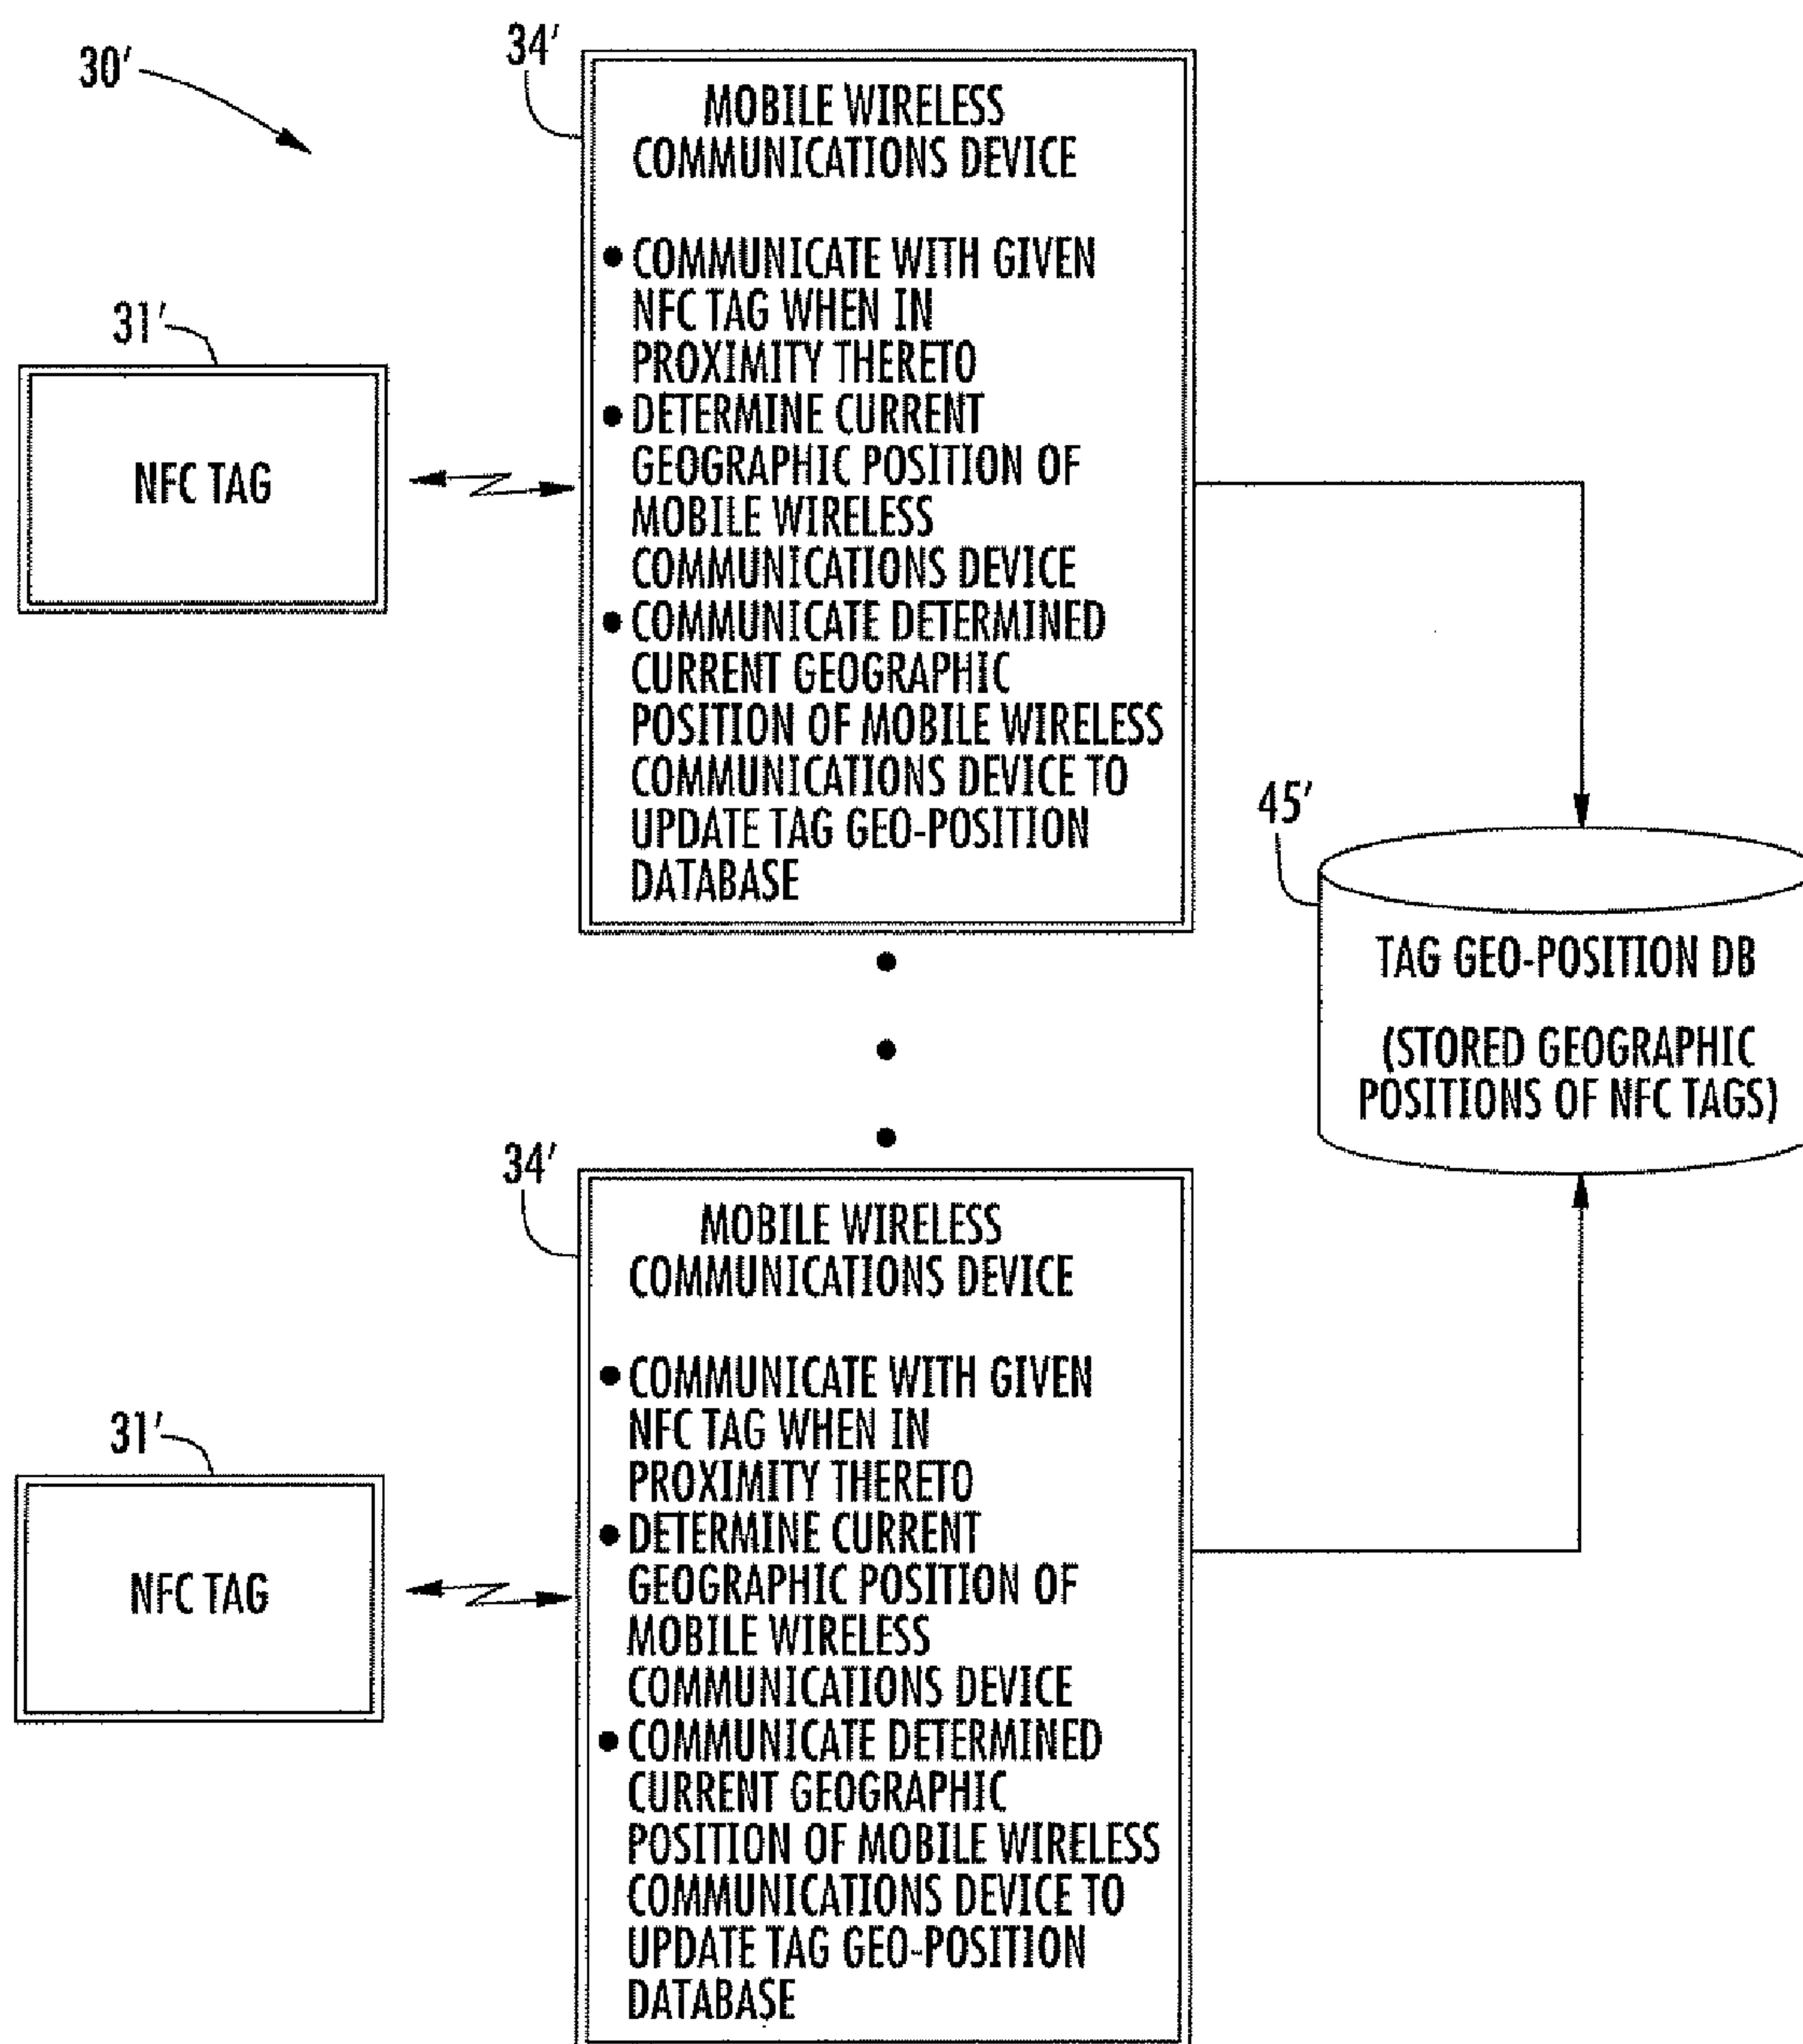 30'
34'
MOBILE WIRELESS
COMMUNICATIONS DEVICE
• COMMUNICATE WITH GIVEN
NFC TAG WHEN IN
PROXIMITY THERETO
• DETERMINE CURRENT
GEOGRAPHIC POSITION OF
MOBILE WIRELESS
COMMUNICATIONS DEVICE
• COMMUNICATE DETERMINED
CURRENT GEOGRAPHIC
POSITION OF MOBILE WIRELESS
COMMUNICATIONS DEVICE TO
UPDATE TAG GEO-POSITION
DATABASE
31'
NFC TAG
45'
TAG GEO-POSITION DB
(STORED GEOGRAPHIC
POSITIONS OF NFC TAGS)
34'
MOBILE WIRELESS
COMMUNICATIONS DEVICE
• COMMUNICATE WITH GIVEN
NFC TAG WHEN IN
PROXIMITY THERETO
• DETERMINE CURRENT
GEOGRAPHIC POSITION OF
MOBILE WIRELESS
COMMUNICATIONS DEVICE
• COMMUNICATE DETERMINED
CURRENT GEOGRAPHIC
POSITION OF MOBILE WIRELESS
COMMUNICATIONS DEVICE TO
UPDATE TAG GEO-POSITION
DATABASE
31'
NFC TAG